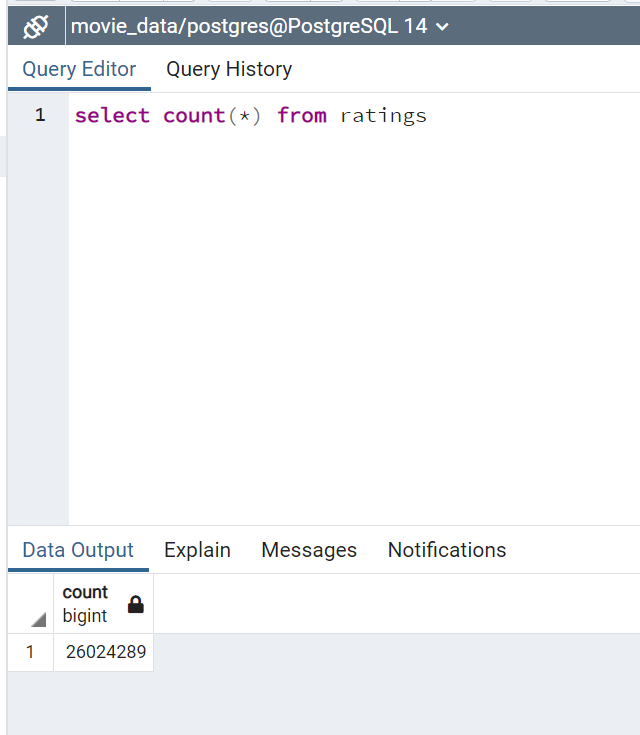 movie_data/postgres@PostgreSQL 14
Query Editor Query History
1 select count(*) from ratings
Data Output Explain Messages Notifications
count
bigint
1 26024289